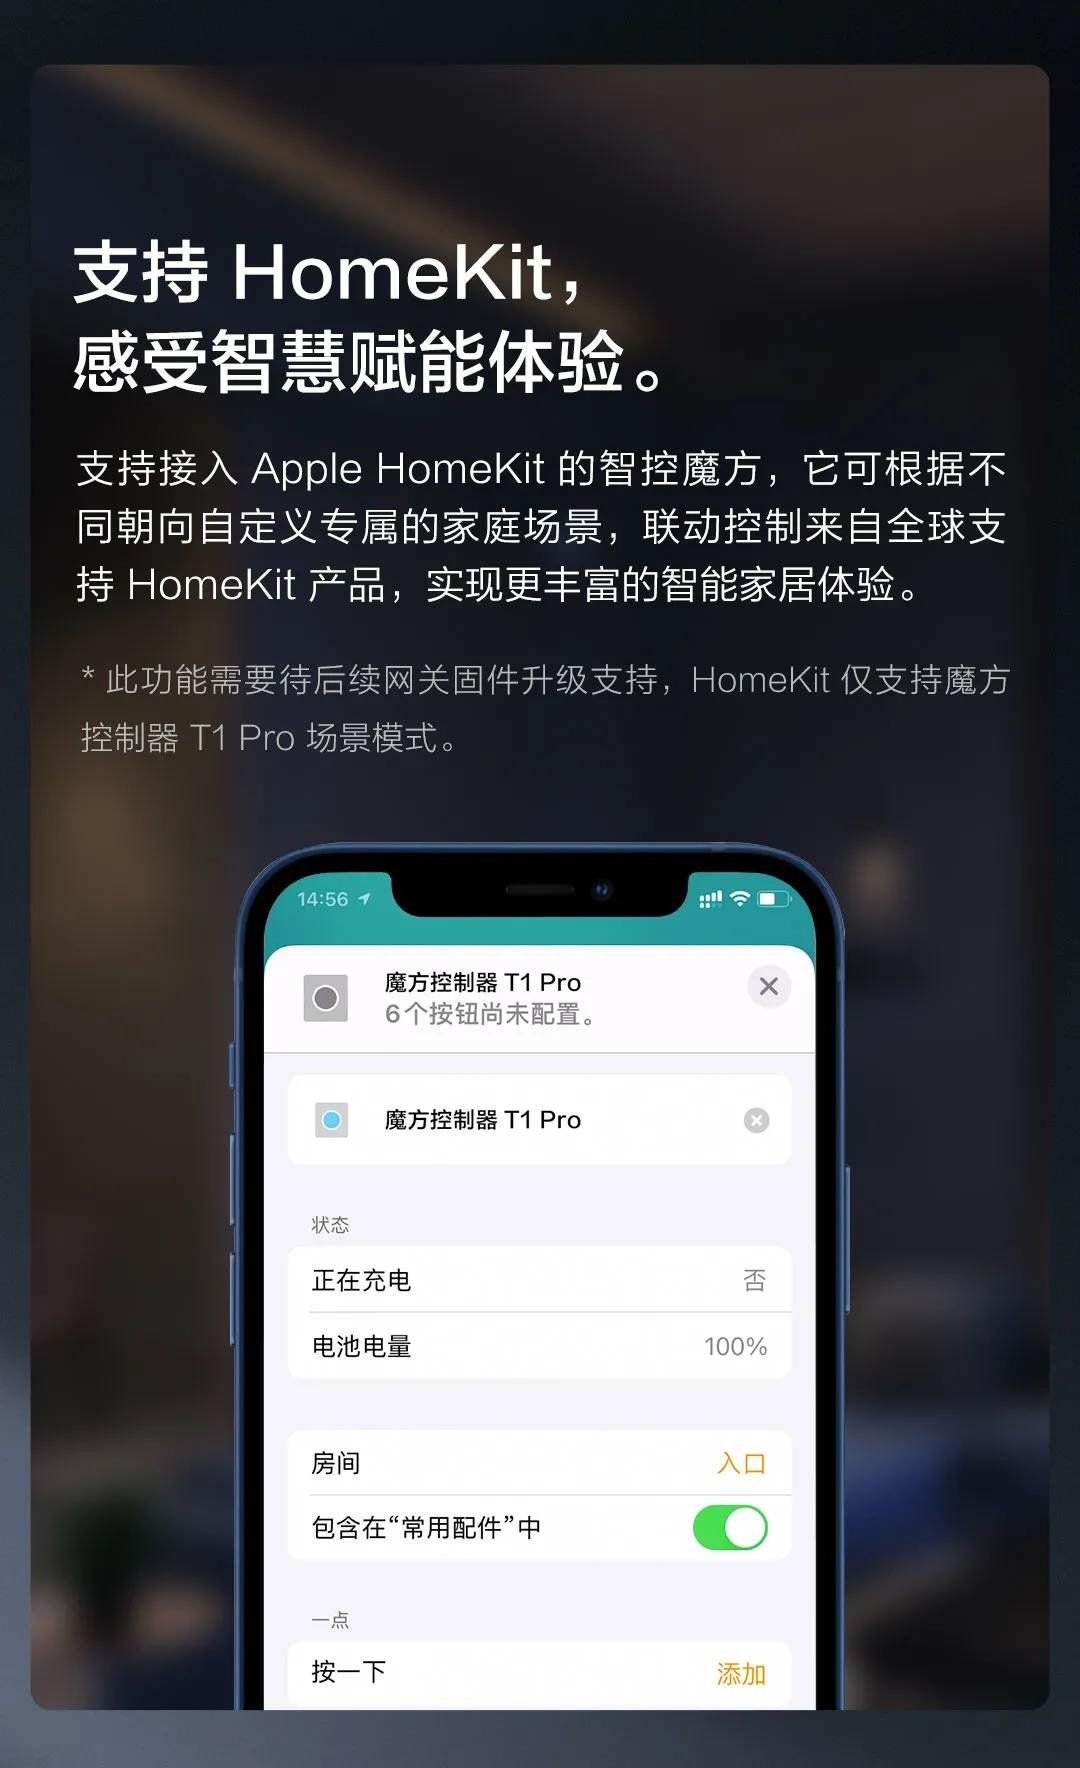 支持 HomeKit，
感受智慧赋能体验。
支持接入 Apple HomeKit 的智控魔方，它可根据不
同朝向自定义专属的家庭场景，联动控制来自全球支
持 HomeKit 产品，实现更丰富的智能家居体验。
* 此功能需要待后续网关固件升级支持，HomeKit 仅支持魔方
控制器 T1 Pro 场景模式。
14:56
魔方控制器 T1 Pro
6个按钮尚未配置。
魔方控制器 T1 Pro
状态
正在充电 否
电池电量 100%
房间 入口
包含在“常用配件”中
一点
按一下 添加